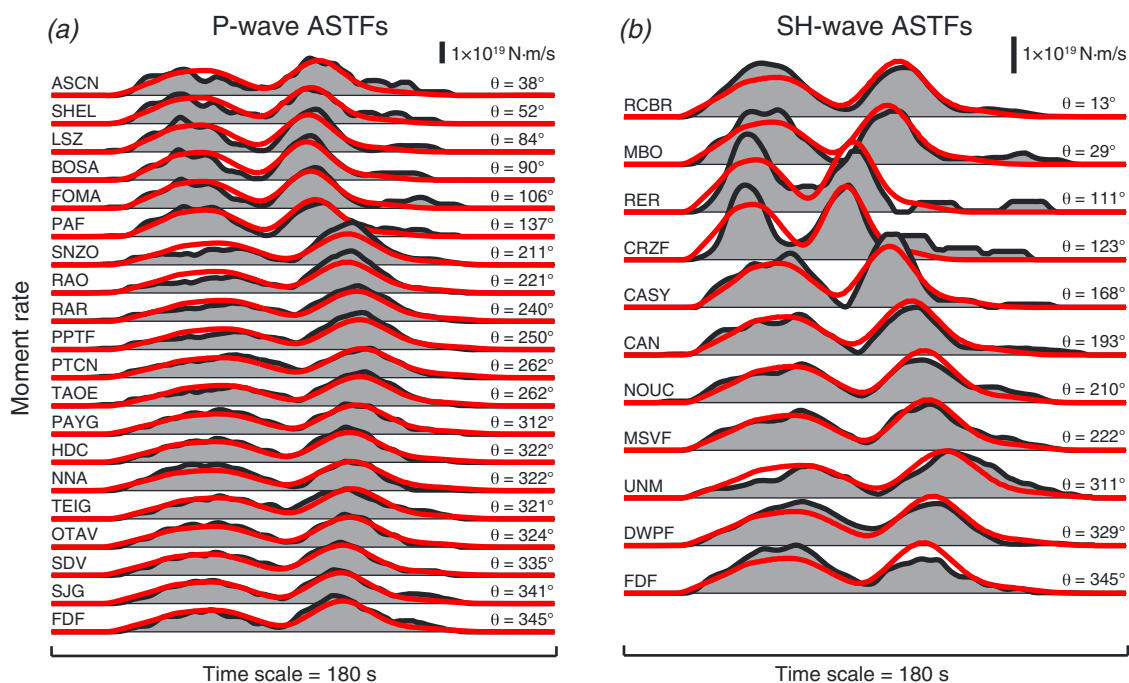 (a) P-wave ASTFs
1×10¹⁹ N·m/s
ASCN θ = 38°
SHEL θ = 52°
LSZ θ = 84°
BOSA θ = 90°
FOMA θ = 106°
PAF θ = 137°
SNZO θ = 211°
RAO θ = 221°
RAR θ = 240°
PPTF θ = 250°
PTCN θ = 262°
TAOE θ = 262°
PAYG θ = 312°
HDC θ = 322°
NNA θ = 322°
TEIG θ = 321°
OTAV θ = 324°
SDV θ = 335°
SJG θ = 341°
FDF θ = 345°
Moment rate
Time scale = 180 s
(b) SH-wave ASTFs
1×10¹⁹ N·m/s
RCBR θ = 13°
MBO θ = 29°
RER θ = 111°
CRZF θ = 123°
CASY θ = 168°
CAN θ = 193°
NOUC θ = 210°
MSVF θ = 222°
UNM θ = 311°
DWPF θ = 329°
FDF θ = 345°
Time scale = 180 s